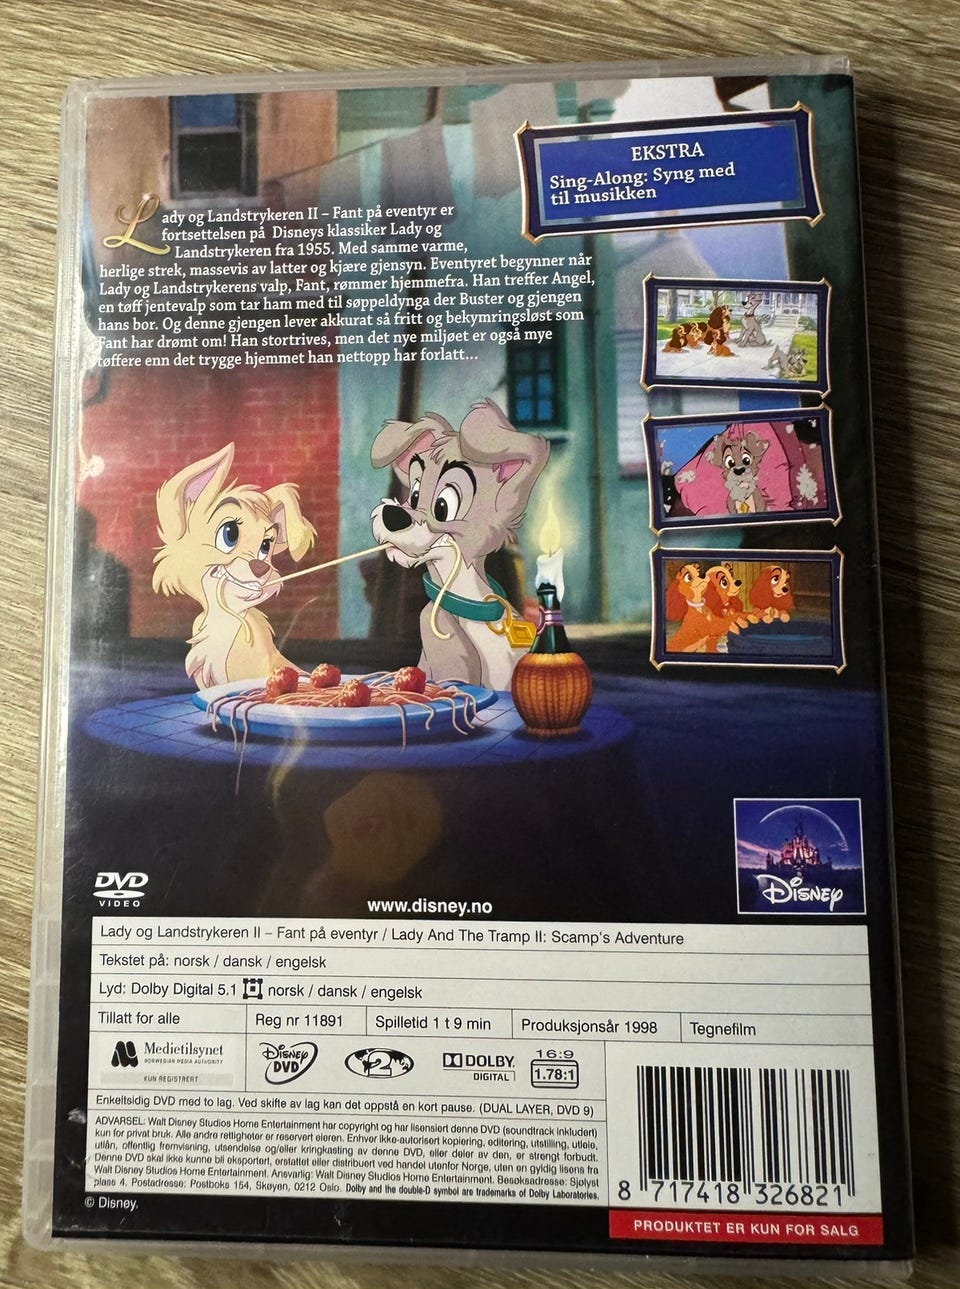 EKSTRA
Sing-Along: Syng med
til musikken
Lady og Landstrykeren II – Fant på eventyr er
fortsettelsen på Disneys klassiker Lady og
Landstrykeren fra 1955. Med samme varme,
herlige strek, massevis av latter og kjære gjensyn. Eventyret begynner når
Lady og Landstrykerens valp, Fant, rømmer hjemmefra. Han treffer Angel,
en tøff jentevalp som tar ham med til søppeldynga der Buster og gjengen
hans bor. Og denne gjengen lever akkurat så fritt og bekymringsløst som
Fant har drømt om! Han stortrives, men det nye miljøet er også mye
tøffere enn det trygge hjemmet han nettopp har forlatt...
Disney
DVD
VIDEO
www.disney.no
Lady og Landstrykeren II – Fant på eventyr / Lady And The Tramp II: Scamp's Adventure
Tekstet på: norsk / dansk / engelsk
Lyd: Dolby Digital 5.1 norsk / dansk / engelsk
Tillatt for alle
Reg nr 11891
Spilletid 1 t 9 min
Produksjonsår 1998
Tegnefilm
Medietilsynet
NORWEGIAN MEDIA AUTHORITY
KUN REGISTRERT
Disney
DVD
2
DOLBY
DIGITAL
16:9
1.78:1
Enkeltsidig DVD med to lag. Ved skifte av lag kan det oppstå en kort pause. (DUAL LAYER, DVD 9)
ADVARSEL: Walt Disney Studios Home Entertainment har copyright og har lisensiert denne DVD (soundtrack inkludert)
kun for privat bruk. Alle andre rettigheter er reservert eieren. Enhver ikke-autorisert kopiering, editering, utstilling, utleie,
utlån, offentlig fremvisning, utsendelse og/eller kringkasting av denne DVD, eller deler av den, er strengt forbudt.
Denne DVD skal ikke kunne bli eksportert, erstattet eller distribuert ved handel utenfor Norge, uten en gyldig lisens fra
Walt Disney Studios Home Entertainment. Ansvarlig: Walt Disney Studios Home Entertainment. Besøksadresse: Sjølyst
plass 4. Postadresse: Postboks 154, Skøyen, 0212 Oslo. Dolby and the double-D symbol are trademarks of Dolby Laboratories.
8 717418 326821
© Disney.
PRODUKTET ER KUN FOR SALG